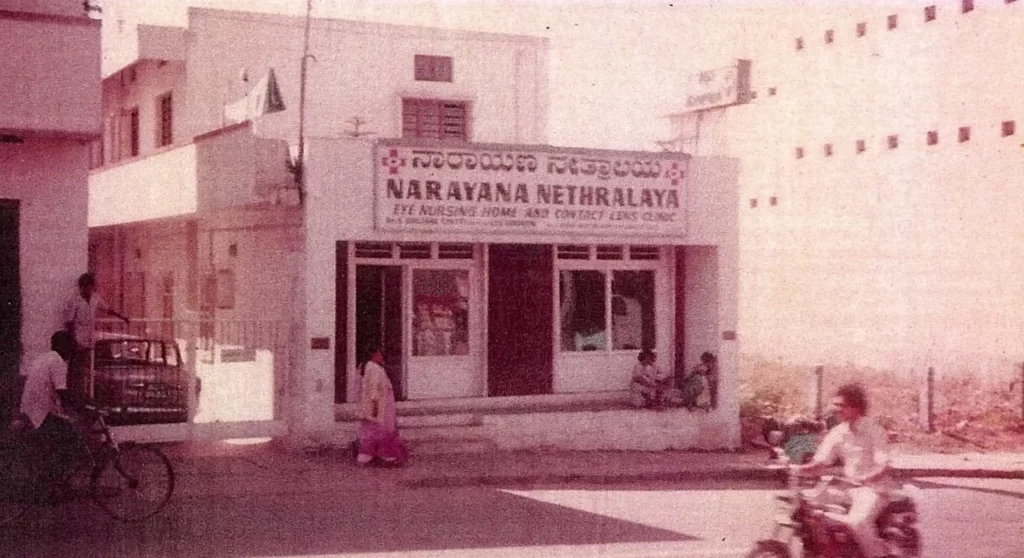 ನಾರಾಯಣ ನೇತ್ರಾಲಯ
NARAYANA NETHRALAYA
EYE NURSING HOME AND CONTACT LENS CLINIC